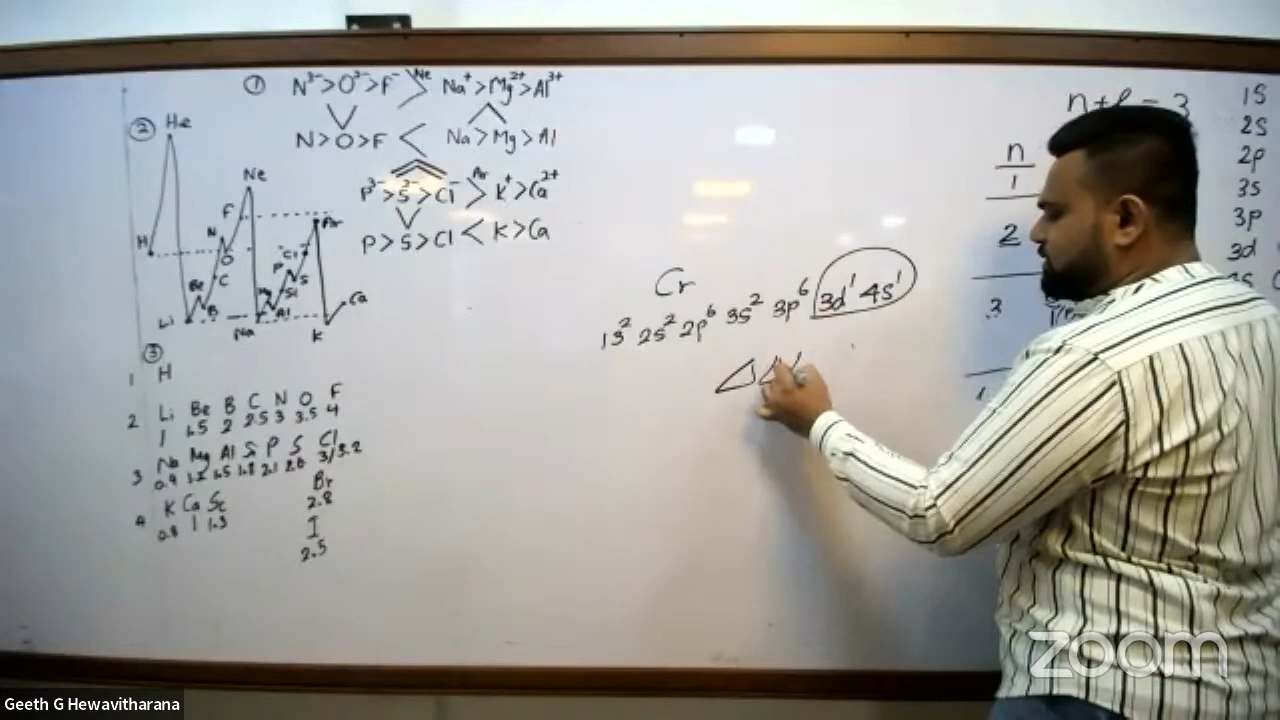 ① N³⁻>O²⁻>F⁻ > Ne Na⁺>Mg²⁺>Al³⁺
N>O>F < Na>Mg>Al
P³⁻>S²⁻>Cl⁻ > Ar K⁺>Ca²⁺
P>S>Cl < K>Ca
② He
Ne
F
Ar
H
N
O
Cl
Be
C
P
S
B
Mg
Si
Al
Ca
Li
Na
K
③
1 H
2 Li Be B C N O F
1 1.5 2 2.5 3 3.5 4
3 Na Mg Al Si P S Cl
0.9 1.2 1.5 1.8 2.1 2.6 3/3.2
Br
2.8
4 K Ca Sc
0.8 1 1.3
I
2.5
Cr
1s² 2s² 2p⁶ 3s² 3p⁶ 3d¹ 4s¹
n+l = 3
n
1
2
3
1S
2S
2p
3s
3p
3d
zoom
Geeth G Hewavitharana